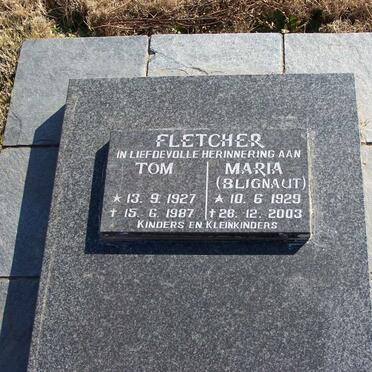 FLETCHER
IN LIEFDEVOLLE HERINNERING AAN
TOM MARIA
(BLIGNAUT)
* 13. 9. 1927 * 10. 6 1929
† 15. 6. 1987 † 26. 12. 2003
KINDERS EN KLEINKINDERS